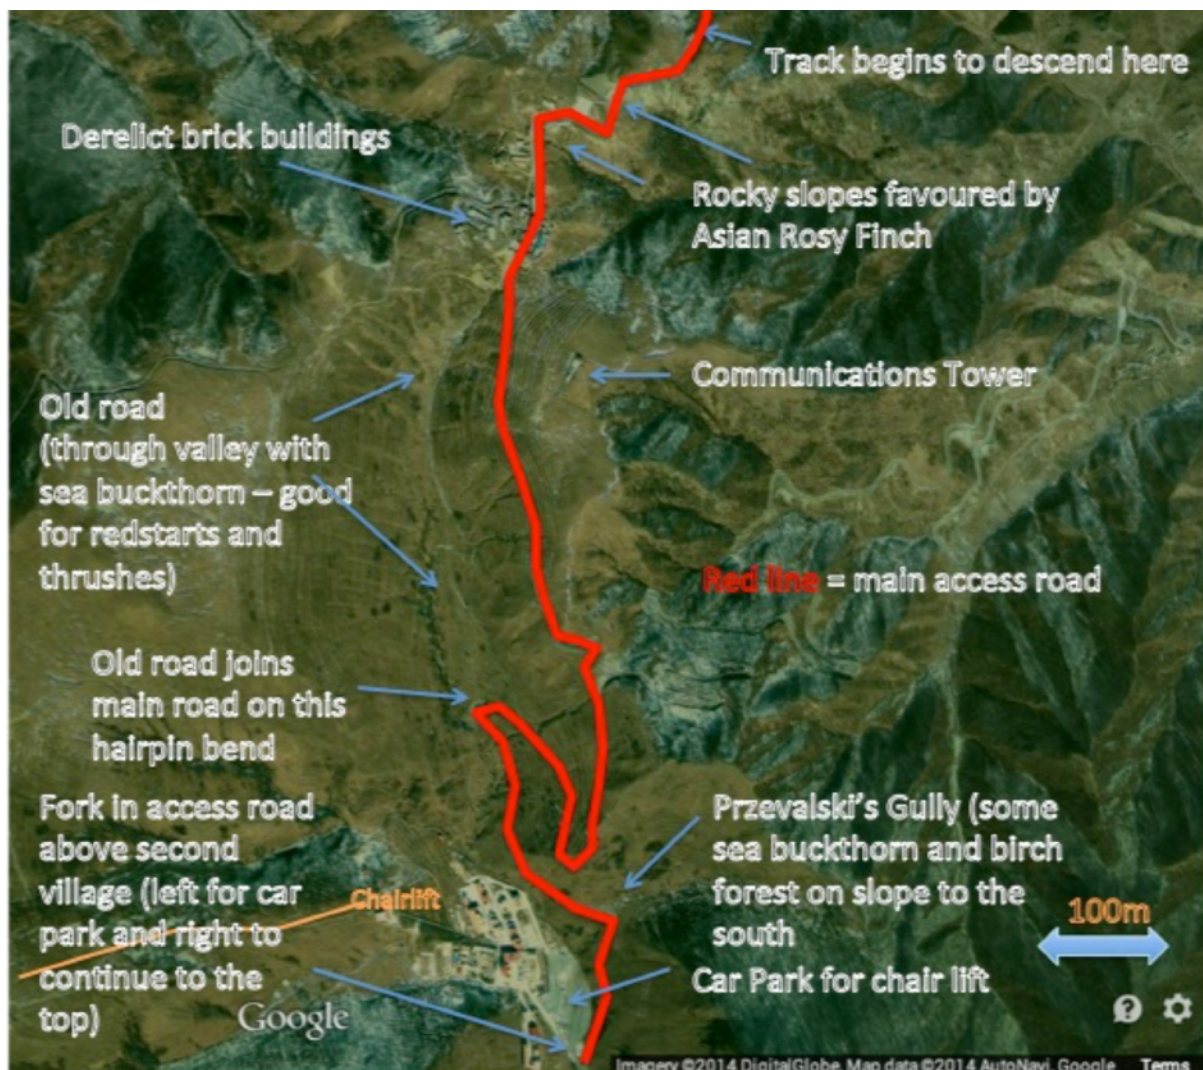 Track begins to descend here
Derelict brick buildings
Rocky slopes favoured by
Asian Rosy Finch
Communications Tower
Old road
(through valley with
sea buckthorn – good
for redstarts and
thrushes)
Red line = main access road
Old road joins
main road on this
hairpin bend
Fork in access road
above second
village (left for car
park and right to
continue to the
top)
Chairlift
Przevalski's Gully (some
sea buckthorn and birch
forest on slope to the
south
100m
Car Park for chair lift
Google
Imagery ©2014 DigitalGlobe, Map data ©2014 AutoNavi, Google Terms